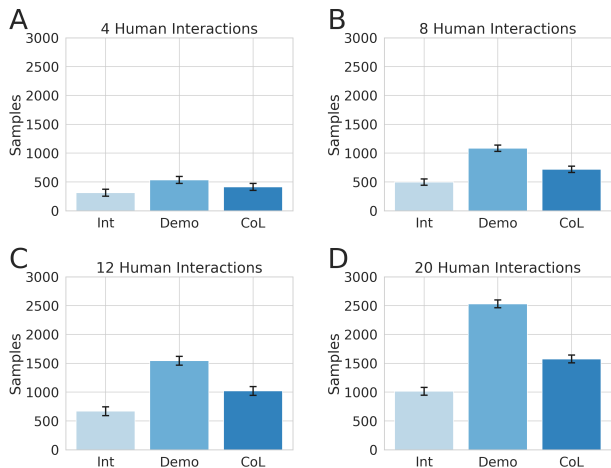 A
4 Human Interactions
Samples
3000
2500
2000
1500
1000
500
0
Int Demo CoL
B
8 Human Interactions
Samples
3000
2500
2000
1500
1000
500
0
Int Demo CoL
C
12 Human Interactions
Samples
3000
2500
2000
1500
1000
500
0
Int Demo CoL
D
20 Human Interactions
Samples
3000
2500
2000
1500
1000
500
0
Int Demo CoL